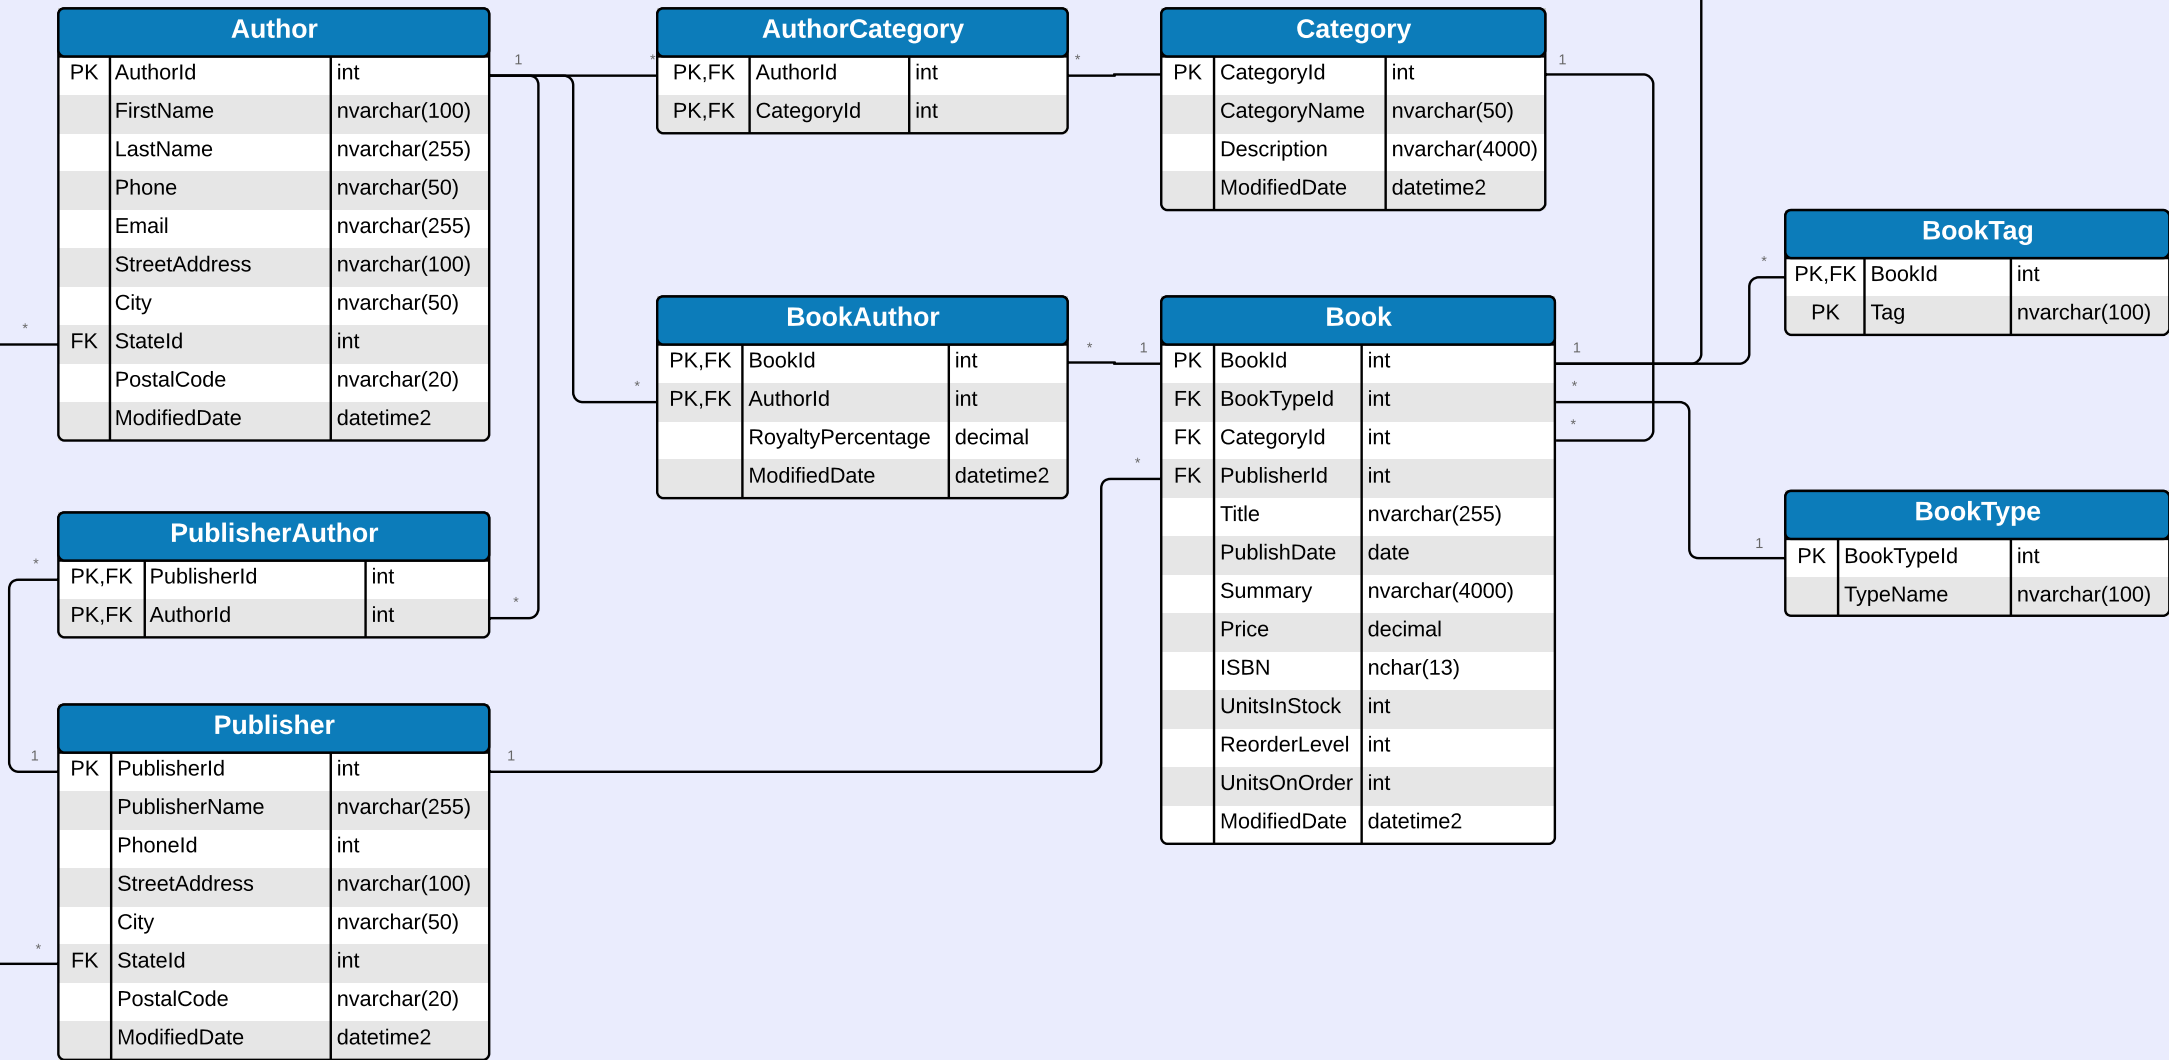 Author
PK AuthorId int
FirstName nvarchar(100)
LastName nvarchar(255)
Phone nvarchar(50)
Email nvarchar(255)
StreetAddress nvarchar(100)
City nvarchar(50)
* FK StateId int
PostalCode nvarchar(20)
ModifiedDate datetime2
1 *
AuthorCategory
PK,FK AuthorId int
PK,FK CategoryId int
*
Category
PK CategoryId int
CategoryName nvarchar(50)
Description nvarchar(4000)
ModifiedDate datetime2
1
BookAuthor
PK,FK BookId int
* PK,FK AuthorId int
RoyaltyPercentage decimal
ModifiedDate datetime2
* 1
Book
PK BookId int 1
FK BookTypeId int *
FK CategoryId int *
* FK PublisherId int
Title nvarchar(255)
PublishDate date
Summary nvarchar(4000)
Price decimal
ISBN nchar(13)
UnitsInStock int
ReorderLevel int
UnitsOnOrder int
ModifiedDate datetime2
BookTag
* PK,FK BookId int
PK Tag nvarchar(100)
BookType
1 PK BookTypeId int
TypeName nvarchar(100)
PublisherAuthor
* PK,FK PublisherId int
PK,FK AuthorId int *
Publisher
1 PK PublisherId int 1
PublisherName nvarchar(255)
PhoneId int
StreetAddress nvarchar(100)
City nvarchar(50)
* FK StateId int
PostalCode nvarchar(20)
ModifiedDate datetime2